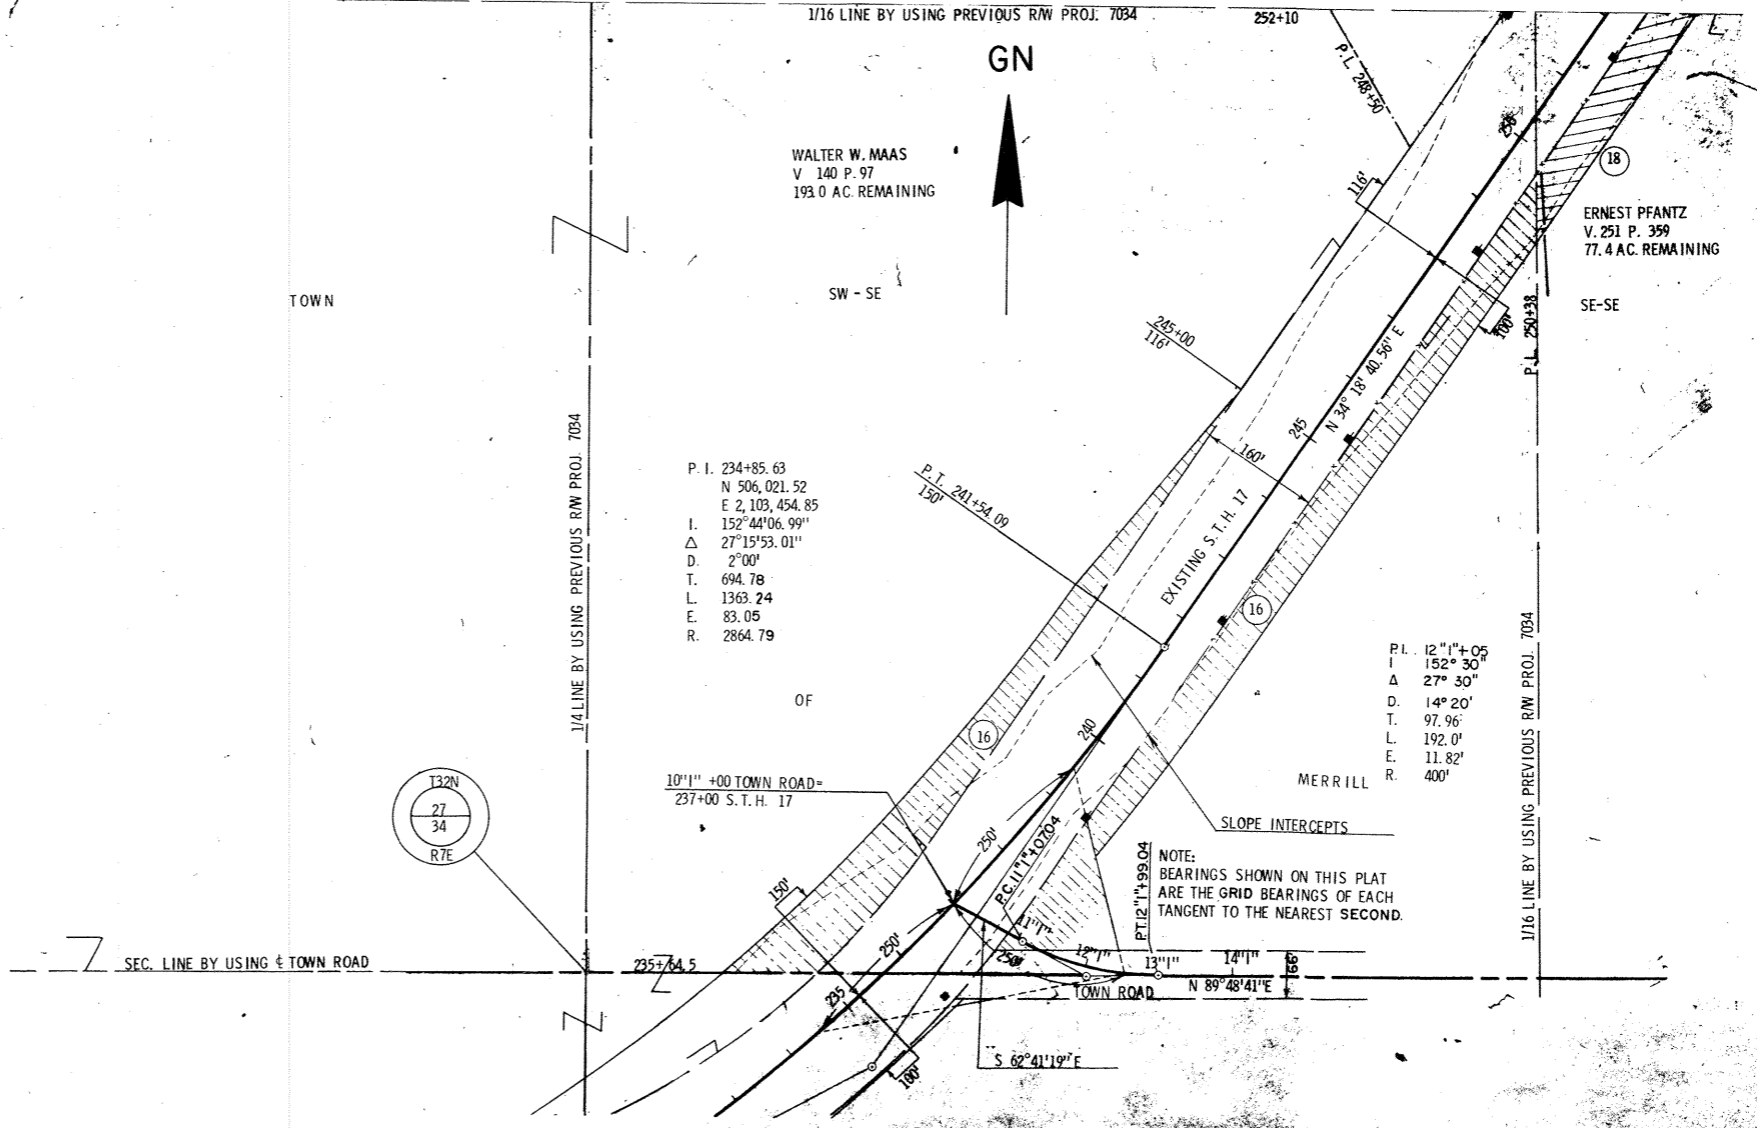 1/16 LINE BY USING PREVIOUS R/W PROJ. 7034
252+10
GN
P.L. 248+50
250
WALTER W. MAAS
V 140 P. 97
193.0 AC. REMAINING
116'
18
ERNEST PFANTZ
V. 251 P. 359
77.4 AC. REMAINING
TOWN
SW - SE
SE-SE
P.L. 250+38
100'
245+00
116'
N 34° 18' 40.56" E
245
160'
1/4 LINE BY USING PREVIOUS R/W PROJ. 7034
P. I. 234+85.63
N 506,021.52
E 2,103,454.85
I. 152°44'06.99"
Δ 27°15'53.01"
D. 2°00'
T. 694.78
L. 1363.24
E. 83.05
R. 2864.79
P.T. 241+54.09
150'
EXISTING S.T.H. 17
16
P.I. 12"1"+05
I 152° 30"
Δ 27° 30"
D. 14° 20'
T. 97.96'
L. 192.0'
E. 11.82'
R. 400'
1/16 LINE BY USING PREVIOUS R/W PROJ. 7034
OF
16
240
MERRILL
10"1" +00 TOWN ROAD=
237+00 S.T.H. 17
SLOPE INTERCEPTS
T32N
27
34
R7E
250'
P.C. 11"1"+07.04
P.T. 12"1"+99.04
NOTE:
BEARINGS SHOWN ON THIS PLAT
ARE THE GRID BEARINGS OF EACH
TANGENT TO THE NEAREST SECOND.
150'
11"1"
250'
250'
12"1"
13"1"
14"1"
66'
SEC. LINE BY USING ℄ TOWN ROAD
235+64.5
235
TOWN ROAD
N 89°48'41"E
S 62°41'19" E
100'